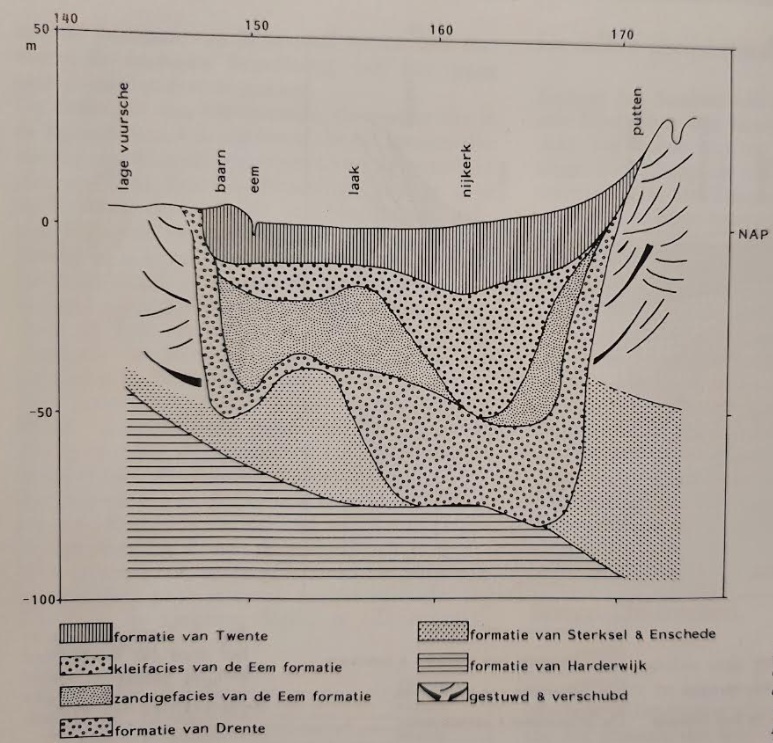 140
150
160
170
50
m
lage vuursche
baarn
eem
laak
nijkerk
putten
0
NAP
-50
-100
formatie van Twente
kleifacies van de Eem formatie
zandigefacies van de Eem formatie
formatie van Drente
formatie van Sterksel & Enschede
formatie van Harderwijk
gestuwd & verschubd